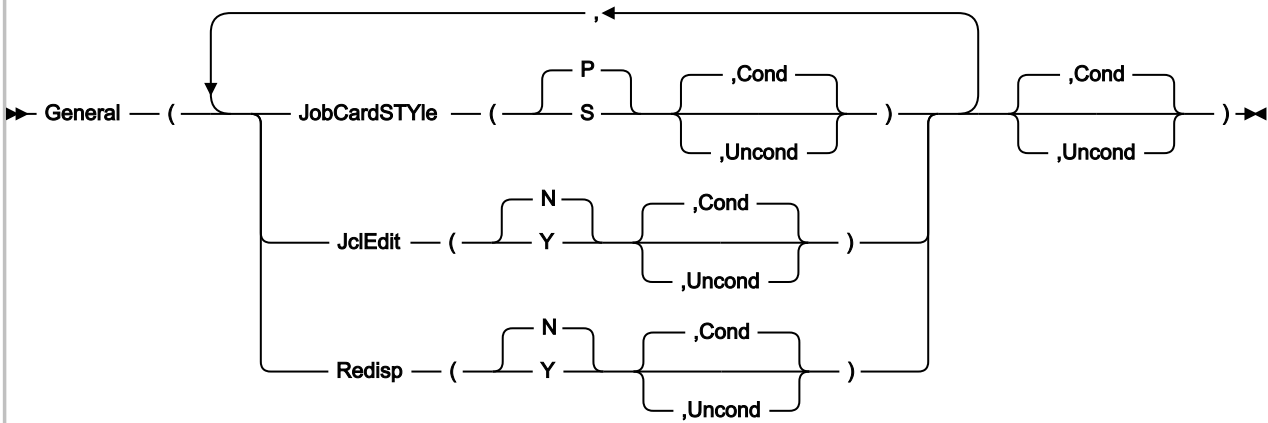 ,
P ,Cond ,Cond
General ( JobCardSTYle ( S ) )
,Uncond ,Uncond
N ,Cond
JclEdit ( Y )
,Uncond
N ,Cond
Redisp ( Y )
,Uncond